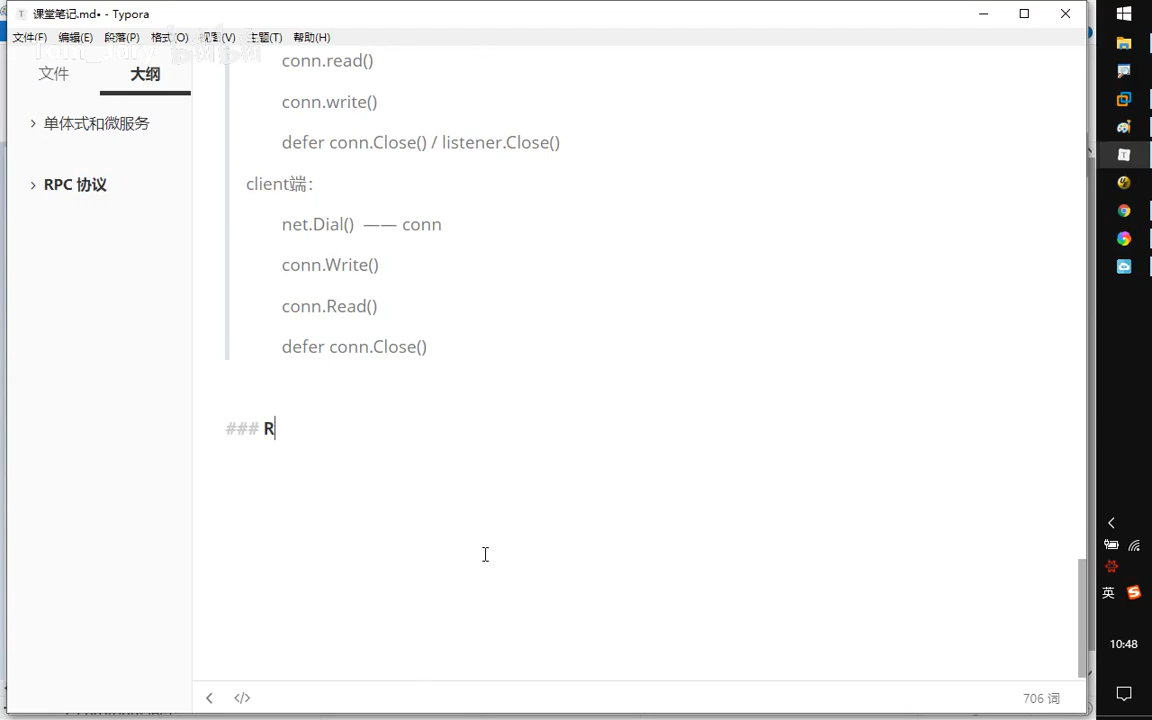 课堂笔记.md• - Typora
文件(F) 编辑(E) 段落(P) 格式(O) 视图(V) 主题(T) 帮助(H)
文件 大纲
单体式和微服务
RPC 协议
conn.read()
conn.write()
defer conn.Close() / listener.Close()
client端：
net.Dial() —— conn
conn.Write()
conn.Read()
defer conn.Close()
### R
706 词
英
10:48